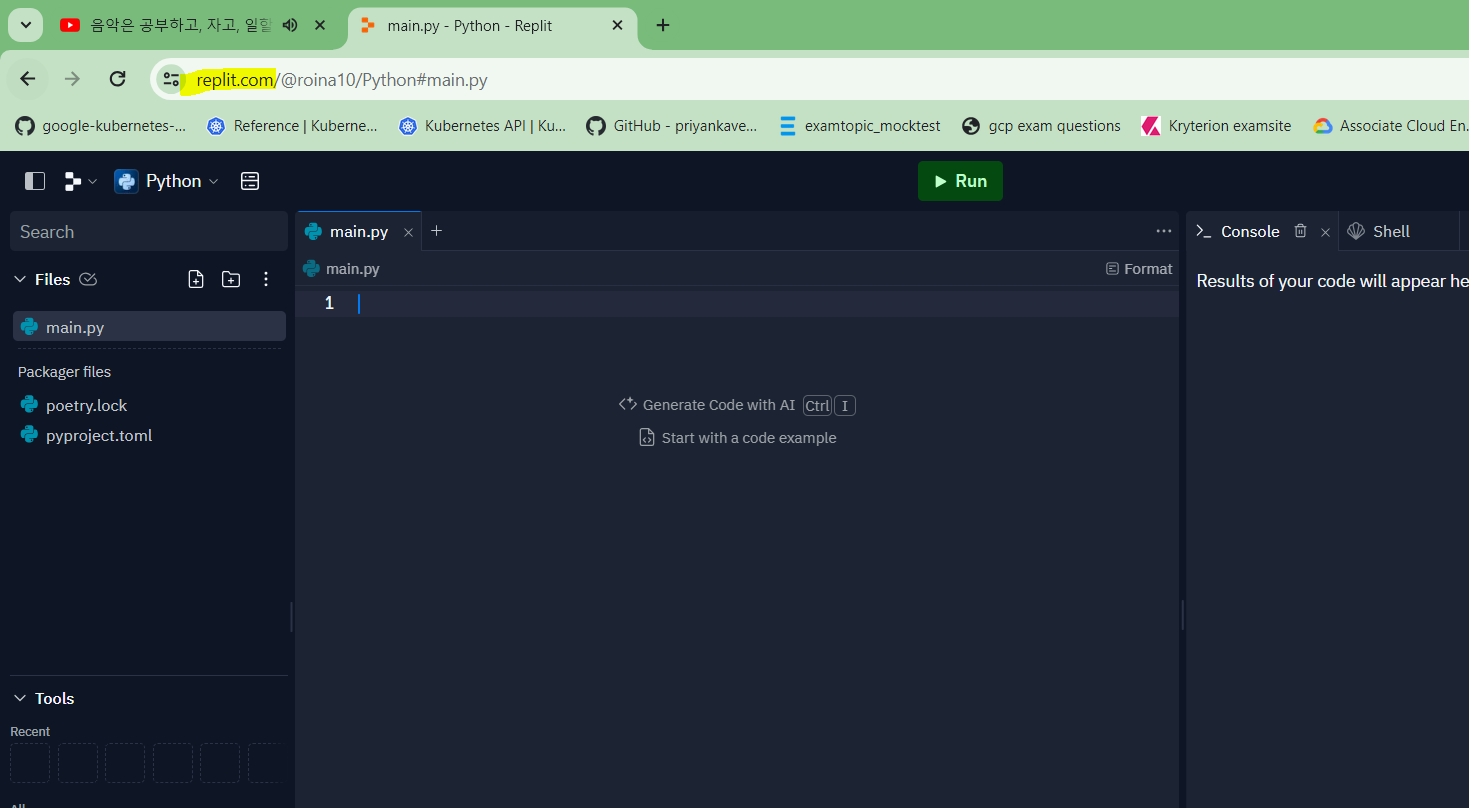 음악은 공부하고, 자고, 일할
main.py - Python - Replit
replit.com/@roina10/Python#main.py
google-kubernetes-...
Reference | Kuberne...
Kubernetes API | Ku...
GitHub - priyankave...
examtopic_mocktest
gcp exam questions
Kryterion examsite
Associate Cloud En.
Python
Run
Search
main.py
Console
Shell
Files
main.py
Format
Results of your code will appear he
1
main.py
Packager files
poetry.lock
pyproject.toml
Generate Code with AI Ctrl I
Start with a code example
Tools
Recent